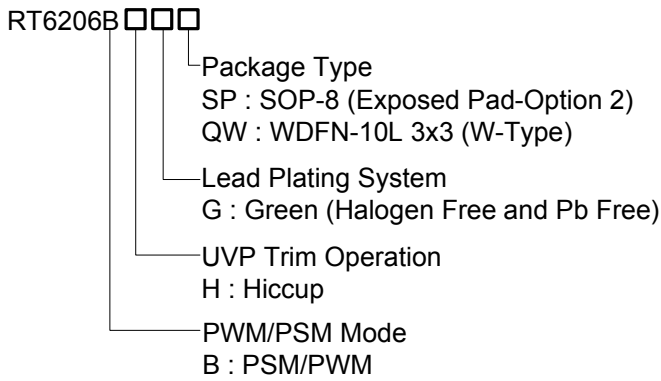 RT6206B
Package Type
SP : SOP-8 (Exposed Pad-Option 2)
QW : WDFN-10L 3x3 (W-Type)
Lead Plating System
G : Green (Halogen Free and Pb Free)
UVP Trim Operation
H : Hiccup
PWM/PSM Mode
B : PSM/PWM